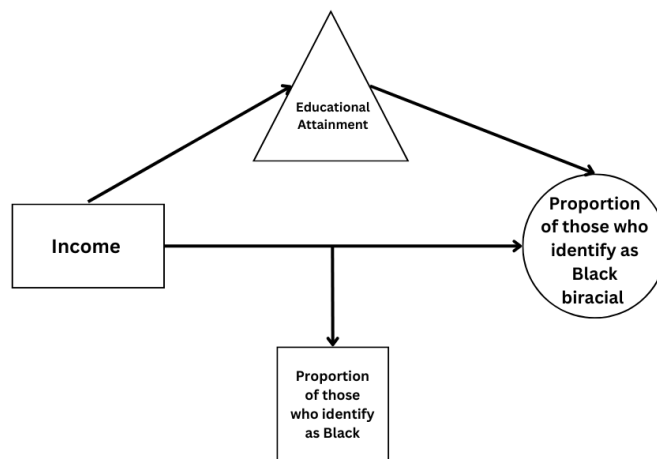 Educational
Attainment
Income
Proportion
of those who
identify as
Black
biracial
Proportion
of those
who identify
as Black